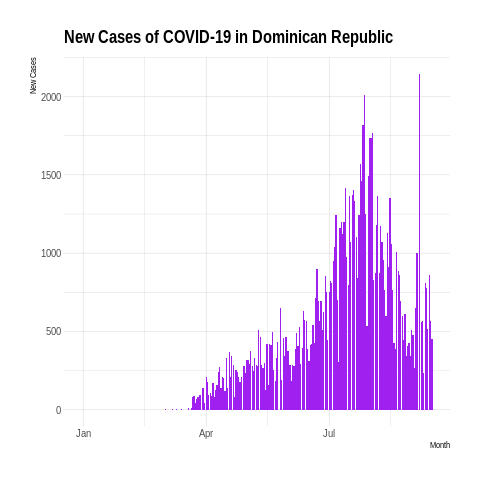 New Cases of COVID-19 in Dominican Republic
New Cases
2000
1500
1000
500
0
Jan Apr Jul
Month